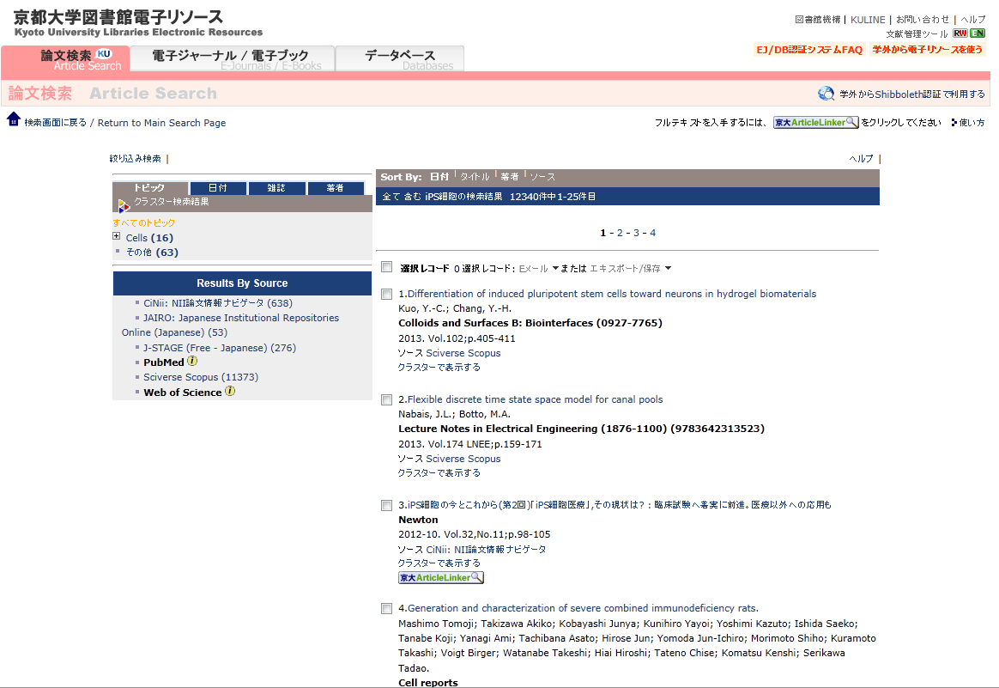 京都大学図書館電子リソース
Kyoto University Libraries Electronic Resources
図書館機構 | KULINE | お問い合わせ | ヘルプ
文献管理ツール RW EN
EJ/DB認証システムFAQ 学外から電子リソースを使う
論文検索 KU
Article Search
電子ジャーナル / 電子ブック
E-Journals / E-Books
データベース
Databases
論文検索 Article Search
学外からShibboleth認証で利用する
検索画面に戻る / Return to Main Search Page
フルテキストを入手するには、 京大ArticleLinker をクリックしてください 使い方
絞り込み検索 |
ヘルプ |
トピック 日付 雑誌 著者
クラスター検索結果
すべてのトピック
Cells (16)
その他 (63)
Results By Source
CiNii: NII論文情報ナビゲータ (638)
JAIRO: Japanese Institutional Repositories
Online (Japanese) (53)
J-STAGE (Free - Japanese) (276)
PubMed i
Sciverse Scopus (11373)
Web of Science i
Sort By: 日付 | タイトル | 著者 | ソース
全て 含む iPS細胞の検索結果 12340件中1-25件目
1 - 2 - 3 - 4
選択レコード 0 選択レコード: Eメール ▼または エキスポート/保存 ▼
1.Differentiation of induced pluripotent stem cells toward neurons in hydrogel biomaterials
Kuo, Y.-C.; Chang, Y.-H.
Colloids and Surfaces B: Biointerfaces (0927-7765)
2013. Vol.102;p.405-411
ソース Sciverse Scopus
クラスターで表示する
2.Flexible discrete time state space model for canal pools
Nabais, J.L.; Botto, M.A.
Lecture Notes in Electrical Engineering (1876-1100) (9783642313523)
2013. Vol.174 LNEE;p.159-171
ソース Sciverse Scopus
クラスターで表示する
3.iPS細胞の今とこれから(第2回)「iPS細胞医療」,その現状は? : 臨床試験へ着実に前進。医療以外への応用も
Newton
2012-10. Vol.32,No.11;p.98-105
ソース CiNii: NII論文情報ナビゲータ
クラスターで表示する
京大ArticleLinker
4.Generation and characterization of severe combined immunodeficiency rats.
Mashimo Tomoji; Takizawa Akiko; Kobayashi Junya; Kunihiro Yayoi; Yoshimi Kazuto; Ishida Saeko;
Tanabe Koji; Yanagi Ami; Tachibana Asato; Hirose Jun; Yomoda Jun-Ichiro; Morimoto Shiho; Kuramoto
Takashi; Voigt Birger; Watanabe Takeshi; Hiai Hiroshi; Tateno Chise; Komatsu Kenshi; Serikawa
Tadao.
Cell reports